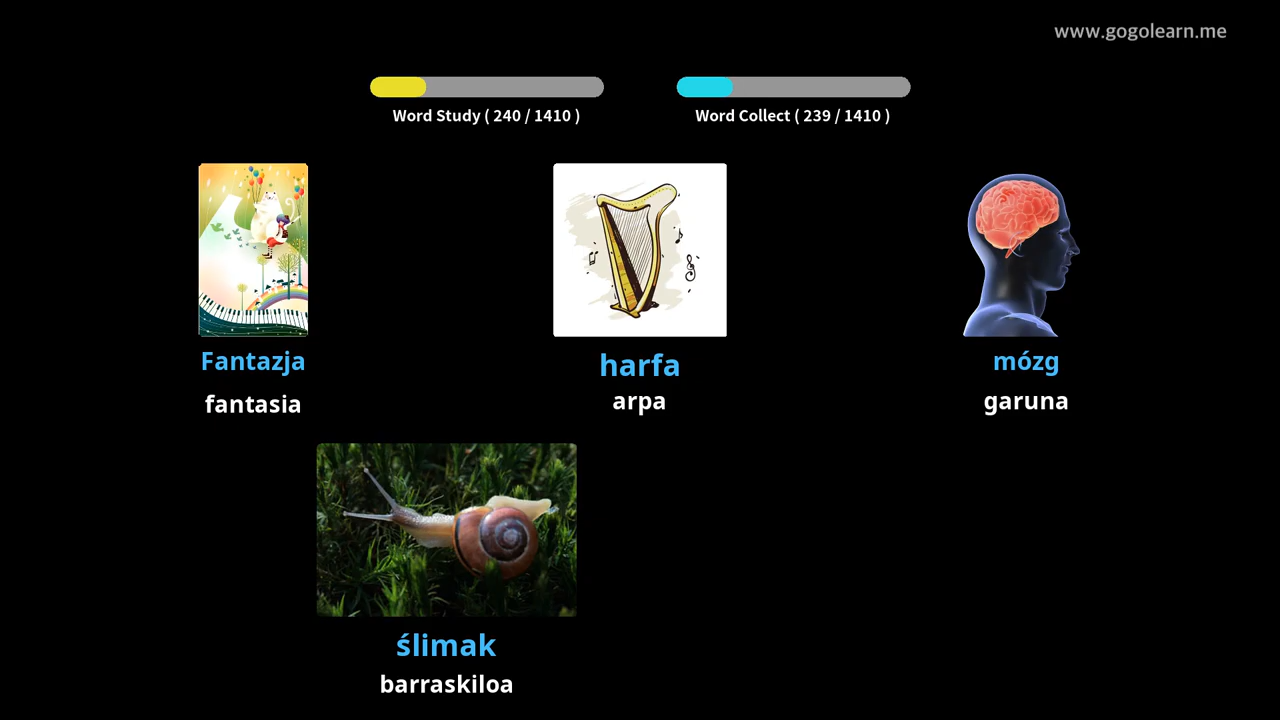 www.gogolearn.me
Word Study ( 240 / 1410 )
Word Collect ( 239 / 1410 )
Fantazja
fantasia
harfa
arpa
mózg
garuna
ślimak
barraskiloa